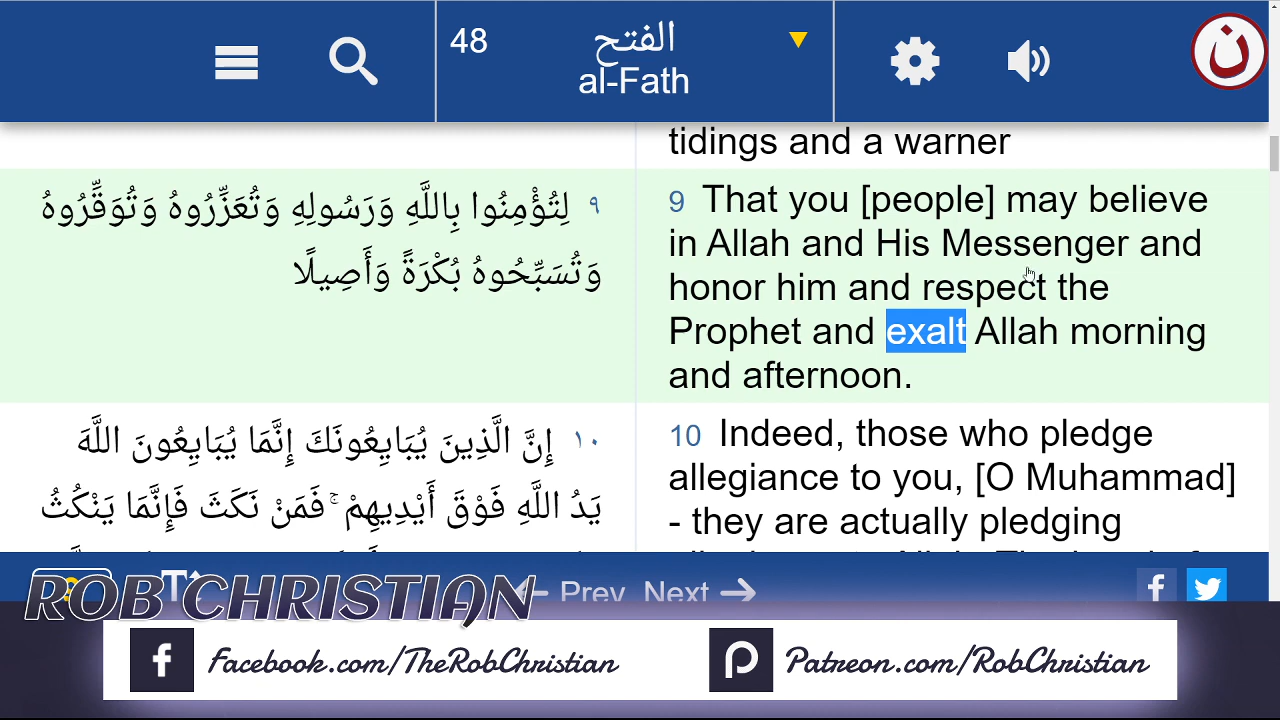 48
الفتح
al-Fath
ن
tidings and a warner
٩ لِتُؤْمِنُوا بِاللَّهِ وَرَسُولِهِ وَتُعَزِّرُوهُ وَتُوَقِّرُوهُ
وَتُسَبِّحُوهُ بُكْرَةً وَأَصِيلًا
9 That you [people] may believe
in Allah and His Messenger and
honor him and respect the
Prophet and exalt Allah morning
and afternoon.
١٠ إِنَّ الَّذِينَ يُبَايِعُونَكَ إِنَّمَا يُبَايِعُونَ اللَّهَ
يَدُ اللَّهِ فَوْقَ أَيْدِيهِمْ ۚ فَمَنْ نَكَثَ فَإِنَّمَا يَنْكُثُ
10 Indeed, those who pledge
allegiance to you, [O Muhammad]
- they are actually pledging
Prev Next
ROB CHRISTIAN
Facebook.com/TheRobChristian
Patreon.com/RobChristian